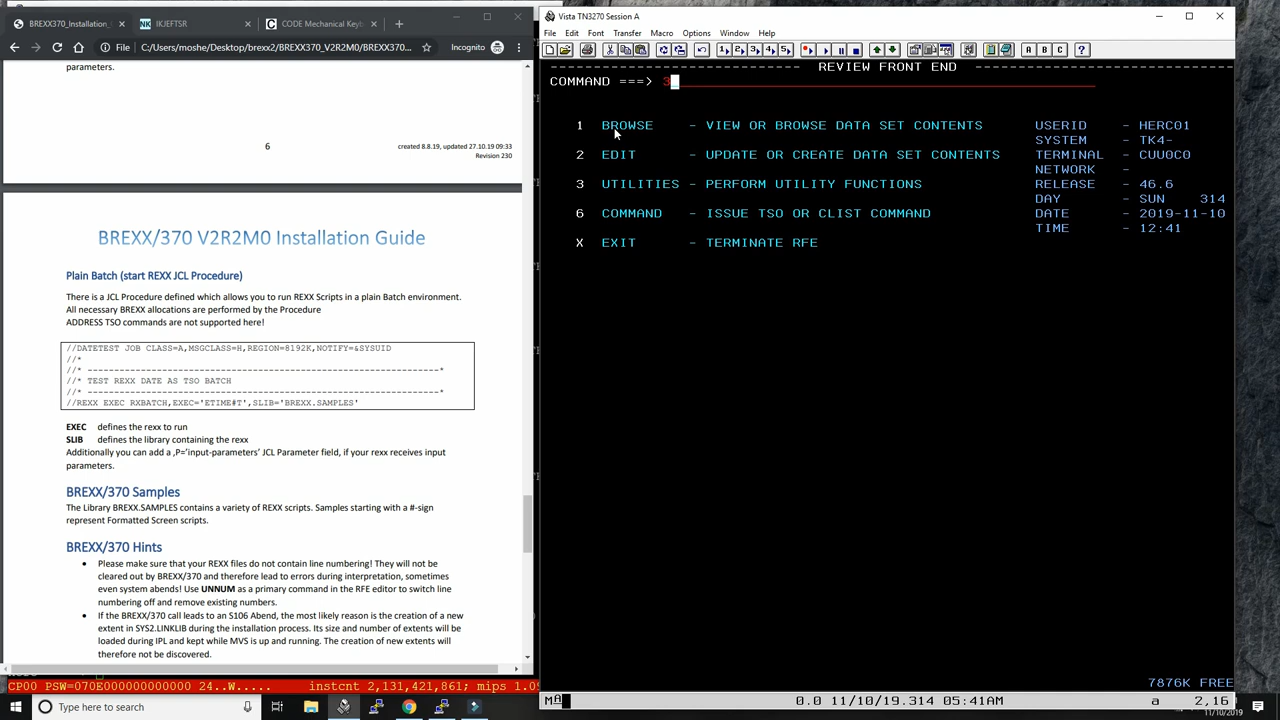 BREXX370_Installation_
IKJEFTSR
CODE Mechanical Key
File
C:/Users/moshe/Desktop/brexx2/BREXX370_V2R2M0/BREXX370...
Incognito
parameters.
6
created 8.8.19, updated 27.10.19 09:33
Revision 230
BREXX/370 V2R2M0 Installation Guide
Plain Batch (start REXX JCL Procedure)
There is a JCL Procedure defined which allows you to run REXX Scripts in a plain Batch environment.
All necessary BREXX allocations are performed by the Procedure
ADDRESS TSO commands are not supported here!
//DATETEST JOB CLASS=A,MSGCLASS=H,REGION=8192K,NOTIFY=&SYSUID
//*
//* -----------------------------------------------------------------*
//* TEST REXX DATE AS TSO BATCH
//* -----------------------------------------------------------------*
//REXX EXEC RXBATCH,EXEC='ETIME#T',SLIB='BREXX.SAMPLES'
EXEC defines the rexx to run
SLIB defines the library containing the rexx
Additionally you can add a ,P='input-parameters' JCL Parameter field, if your rexx receives input
parameters.
BREXX/370 Samples
The Library BREXX.SAMPLES contains a variety of REXX scripts. Samples starting with a #-sign
represent Formatted Screen scripts.
BREXX/370 Hints
• Please make sure that your REXX files do not contain line numbering! They will not be
cleared out by BREXX/370 and therefore lead to errors during interpretation, sometimes
even system abends! Use UNNUM as a primary command in the RFE editor to switch line
numbering off and remove existing numbers.
• If the BREXX/370 call leads to an S106 Abend, the most likely reason is the creation of a new
extent in SYS2.LINKLIB during the installation process. Its size and number of extents will be
loaded during IPL and kept while MVS is up and running. The creation of new extents will
therefore not be discovered.
CP00 PSW=070E000000000000 24..W..... instcnt 2,131,421,861; mips 1.0
Vista TN3270 Session A
File Edit Font Transfer Macro Options Window Help
1 2 3 4 5 A B C ?
------------------------------- REVIEW FRONT END -------------------------------
COMMAND ===> 3
1 BROWSE - VIEW OR BROWSE DATA SET CONTENTS USERID - HERC01
SYSTEM - TK4-
2 EDIT - UPDATE OR CREATE DATA SET CONTENTS TERMINAL - CUU0C0
NETWORK -
3 UTILITIES - PERFORM UTILITY FUNCTIONS RELEASE - 46.6
DAY - SUN 314
6 COMMAND - ISSUE TSO OR CLIST COMMAND DATE - 2019-11-10
TIME - 12:41
X EXIT - TERMINATE RFE
7876K FREE
0.0 11/10/19.314 05:41AM a 2,16
Type here to search
11/10/2019